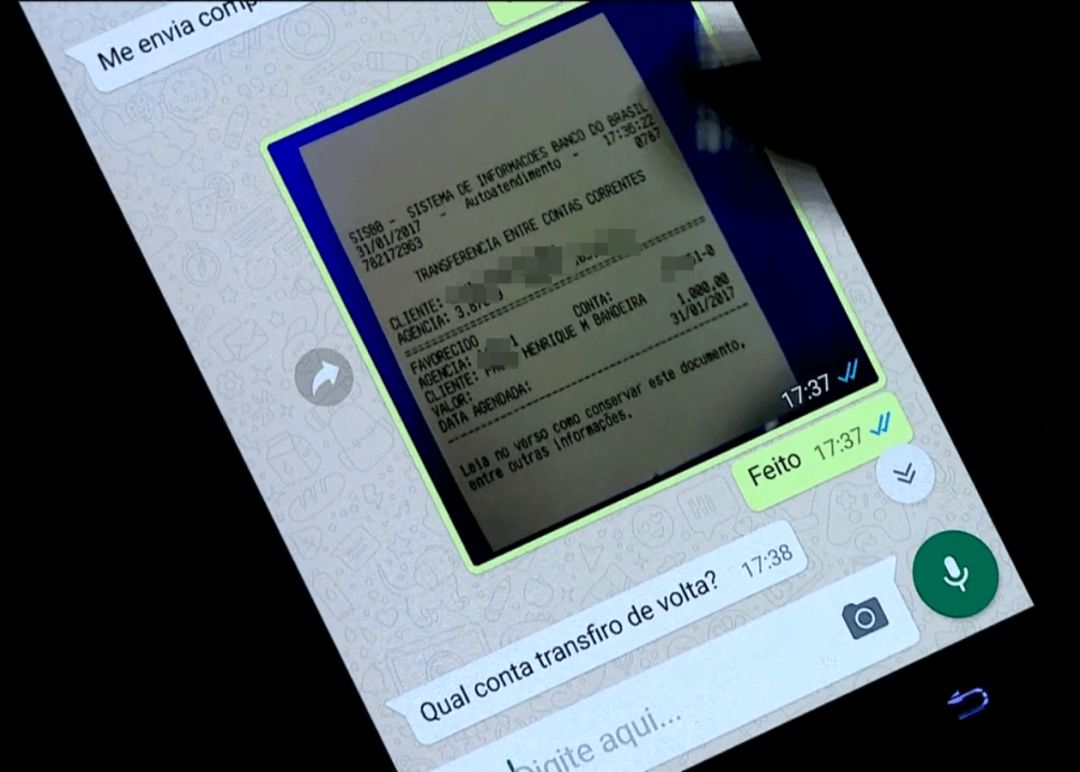 Me envia comp
SISBB - SISTEMA DE INFORMACOES BANCO DO BRASIL
31/01/2017 - Autoatendimento - 17:36:22
782172963 0767
TRANSFERENCIA ENTRE CONTAS CORRENTES
CLIENTE:
AGENCIA:
FAVORECIDO
AGENCIA: CONTA: 1-0
CLIENTE: HENRIQUE M BANDEIRA
VALOR: 1.000,00
DATA AGENDADA: 31/01/2017
Leia no verso como conservar este documento,
entre outras informações.
17:37
Feito 17:37
Qual conta transfiro de volta? 17:38
Digite aqui...